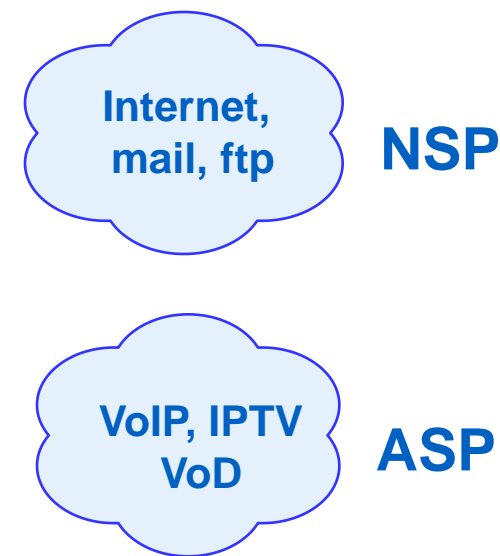 Internet,
mail, ftp
NSP
VoIP, IPTV
VoD
ASP